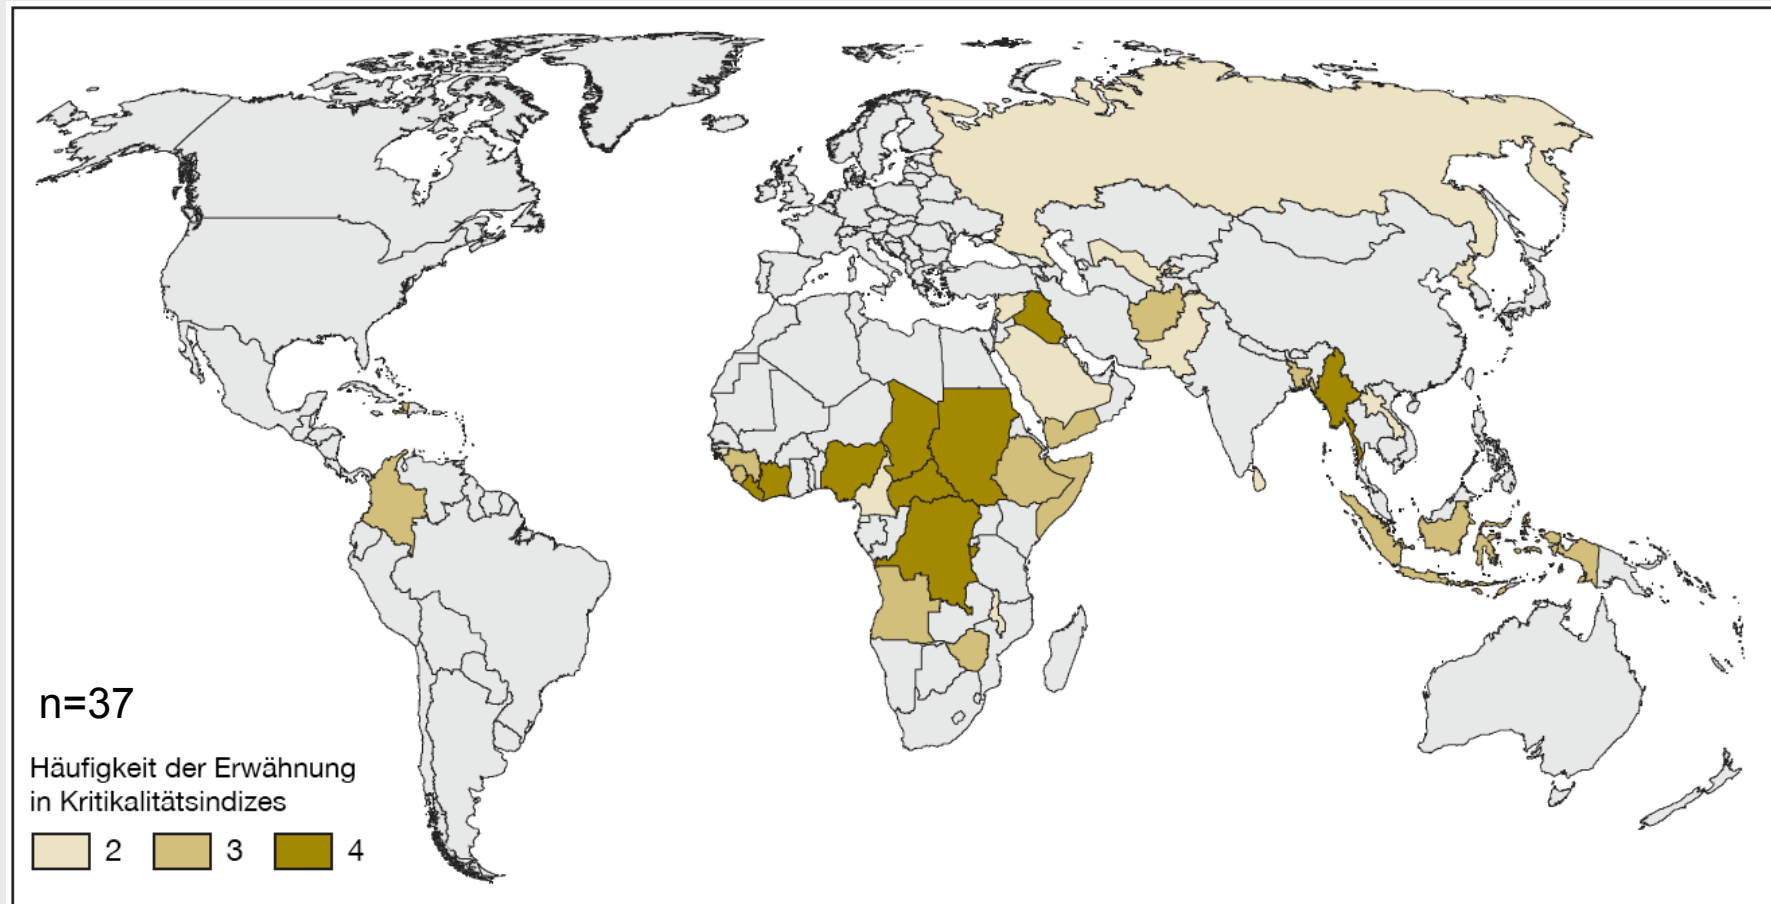 n=37
Häufigkeit der Erwähnung
in Kritikalitätsindizes
2 3 4